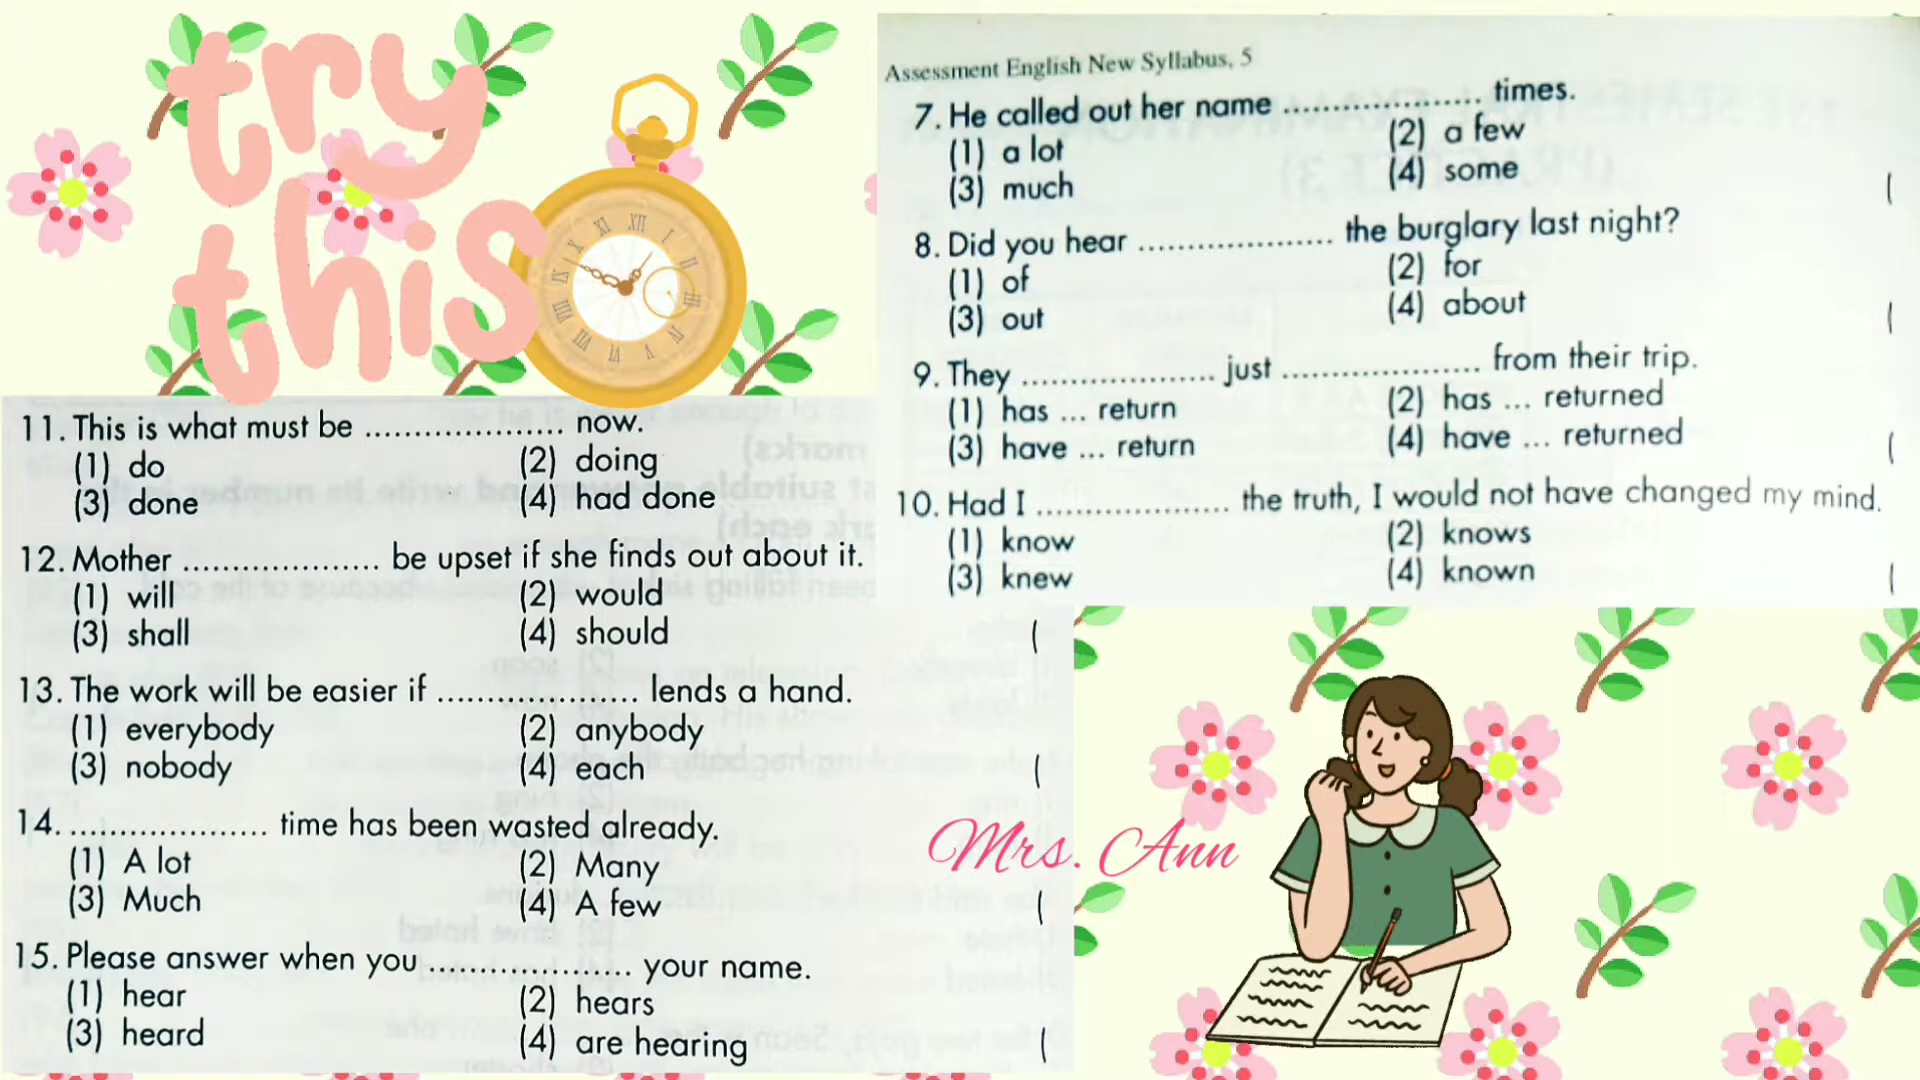 try
this
Assessment English New Syllabus, 5
7. He called out her name .................... times.
(1) a lot (2) a few
(3) much (4) some
8. Did you hear .................... the burglary last night?
(1) of (2) for
(3) out (4) about
9. They .................... just .................... from their trip.
(1) has ... return (2) has ... returned
(3) have ... return (4) have ... returned
10. Had I .................... the truth, I would not have changed my mind.
(1) know (2) knows
(3) knew (4) known
11. This is what must be .................... now.
(1) do (2) doing
(3) done (4) had done
12. Mother .................... be upset if she finds out about it.
(1) will (2) would
(3) shall (4) should
13. The work will be easier if .................... lends a hand.
(1) everybody (2) anybody
(3) nobody (4) each
14. .................... time has been wasted already.
(1) A lot (2) Many
(3) Much (4) A few
15. Please answer when you .................... your name.
(1) hear (2) hears
(3) heard (4) are hearing
Mrs. Ann